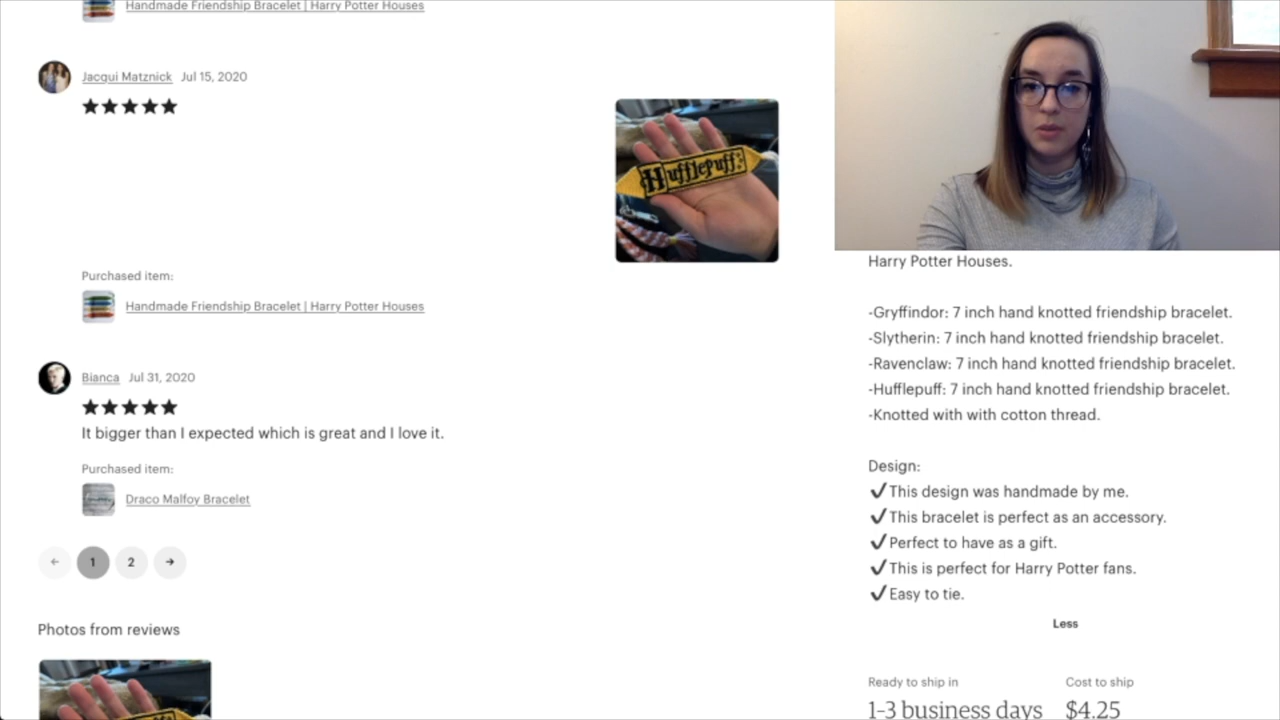 Handmade Friendship Bracelet | Harry Potter Houses
Jacqui Matznick Jul 15, 2020
Hufflepuff
Purchased item:
Handmade Friendship Bracelet | Harry Potter Houses
Bianca Jul 31, 2020
It bigger than I expected which is great and I love it.
Purchased item:
Draco Malfoy Bracelet
← 1 2 →
Photos from reviews
Harry Potter Houses.
-Gryffindor: 7 inch hand knotted friendship bracelet.
-Slytherin: 7 inch hand knotted friendship bracelet.
-Ravenclaw: 7 inch hand knotted friendship bracelet.
-Hufflepuff: 7 inch hand knotted friendship bracelet.
-Knotted with with cotton thread.
Design:
✔This design was handmade by me.
✔This bracelet is perfect as an accessory.
✔Perfect to have as a gift.
✔This is perfect for Harry Potter fans.
✔Easy to tie.
Less
Ready to ship in Cost to ship
1-3 business days $4.25